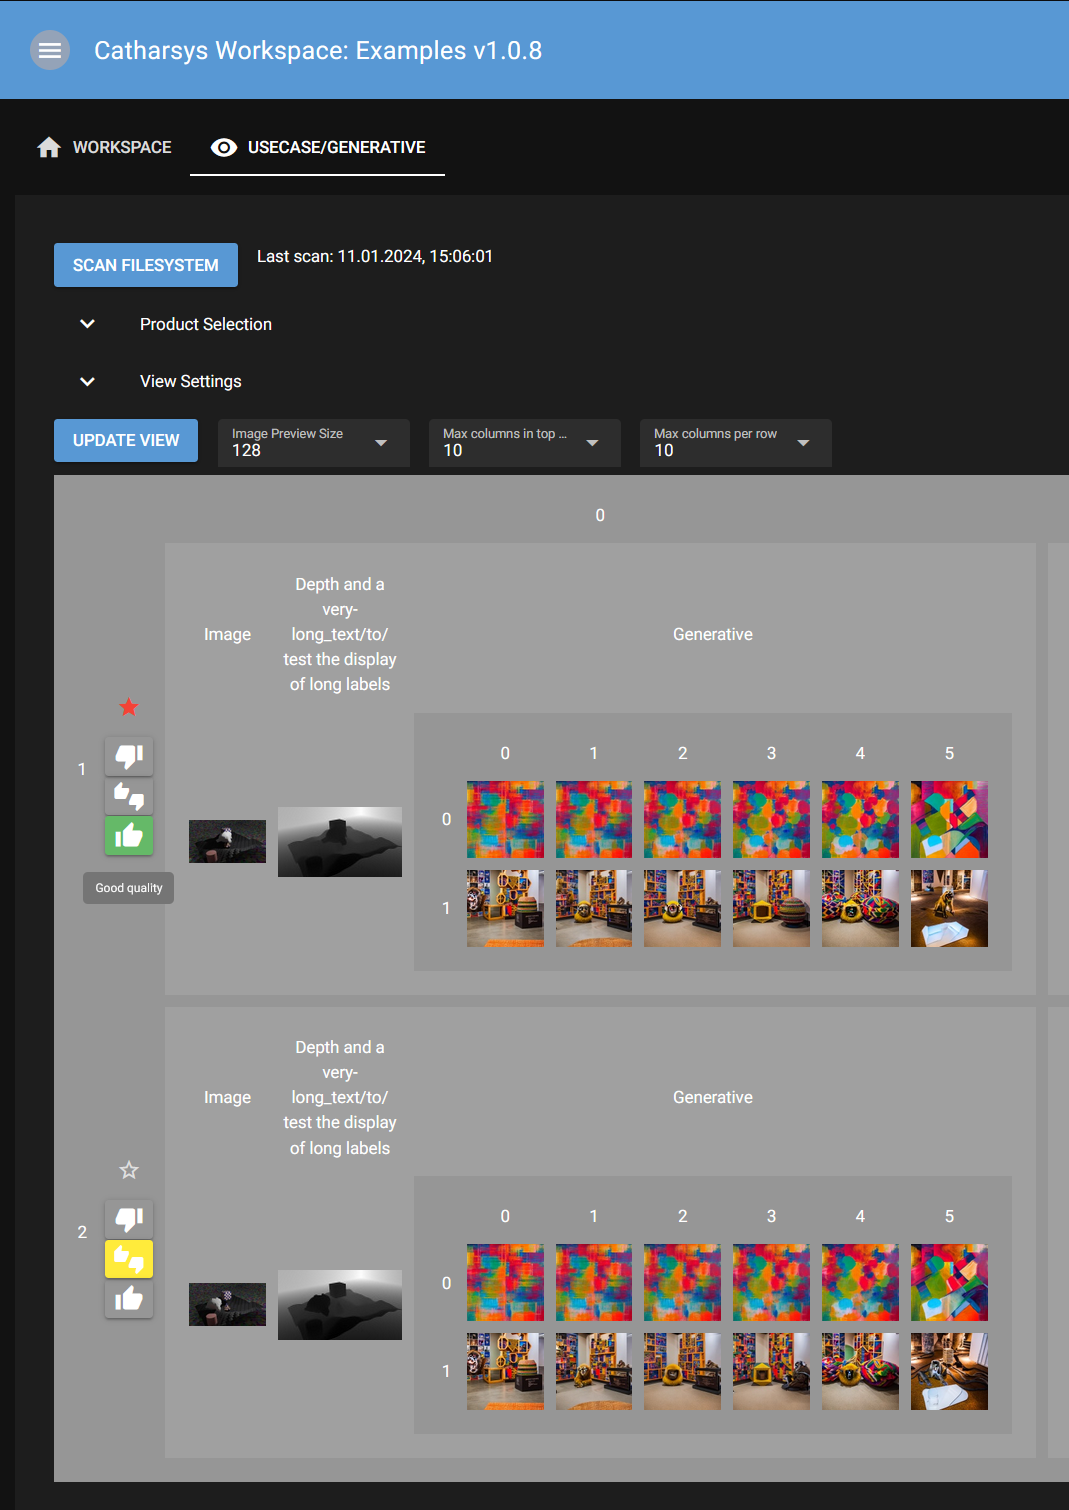 Catharsys Workspace: Examples v1.0.8
WORKSPACE
USECASE/GENERATIVE
SCAN FILESYSTEM
Last scan: 11.01.2024, 15:06:01
Product Selection
View Settings
UPDATE VIEW
Image Preview Size
128
Max columns in top ...
10
Max columns per row
10
0
1
Good quality
Image
Depth and a
very-
long_text/to/
test the display
of long labels
Generative
0 1 2 3 4 5
0
1
2
Image
Depth and a
very-
long_text/to/
test the display
of long labels
Generative
0 1 2 3 4 5
0
1